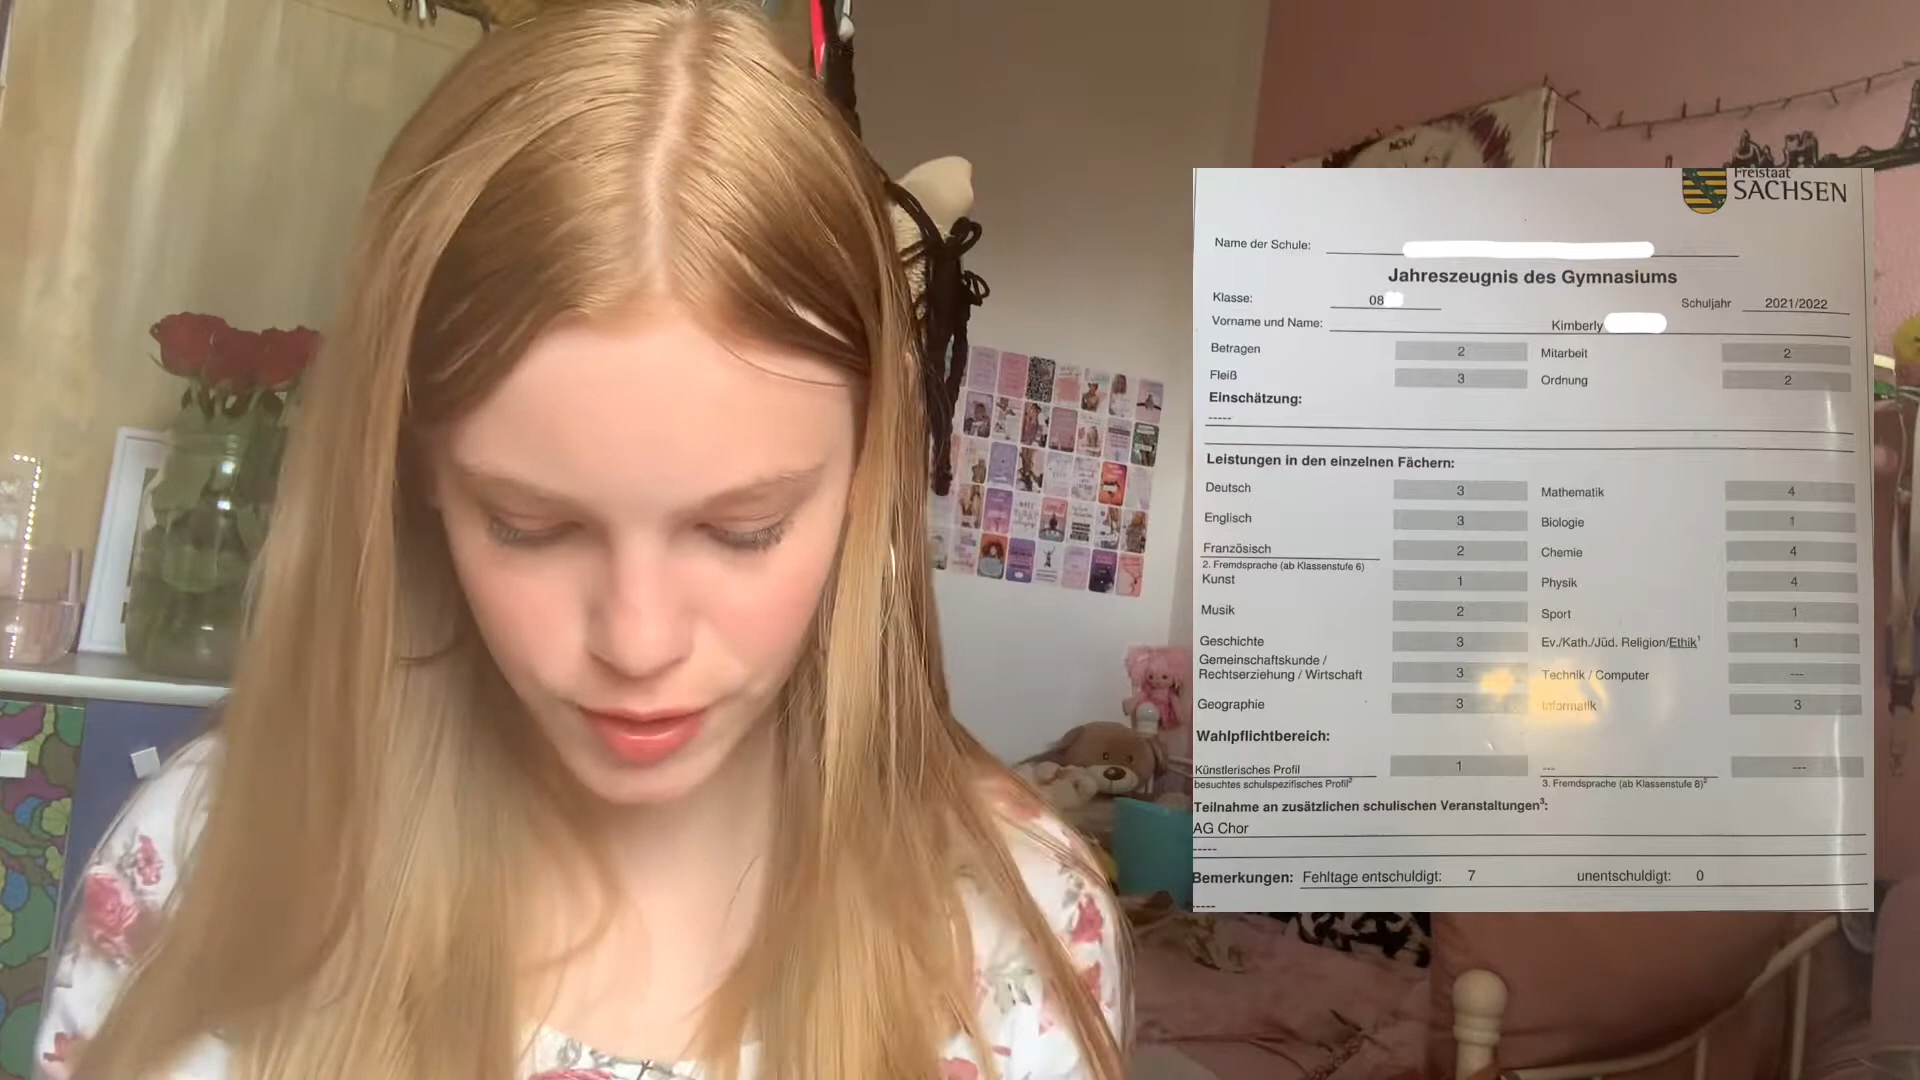 Freistaat
SACHSEN
Name der Schule:
Jahreszeugnis des Gymnasiums
Klasse: 08 Schuljahr 2021/2022
Vorname und Name: Kimberly
Betragen 2 Mitarbeit 2
Fleiß 3 Ordnung 2
Einschätzung:
-----
Leistungen in den einzelnen Fächern:
Deutsch 3 Mathematik 4
Englisch 3 Biologie 1
Französisch 2 Chemie 4
2. Fremdsprache (ab Klassenstufe 6)
Kunst 1 Physik 4
Musik 2 Sport 1
Geschichte 3 Ev./Kath./Jüd. Religion/Ethik¹ 1
Gemeinschaftskunde /
Rechtserziehung / Wirtschaft 3 Technik / Computer ---
Geographie 3 Informatik 3
Wahlpflichtbereich:
Künstlerisches Profil 1 --- ---
besuchtes schulspezifisches Profil² 3. Fremdsprache (ab Klassenstufe 8)²
Teilnahme an zusätzlichen schulischen Veranstaltungen³:
AG Chor
-----
Bemerkungen: Fehltage entschuldigt: 7 unentschuldigt: 0
-----